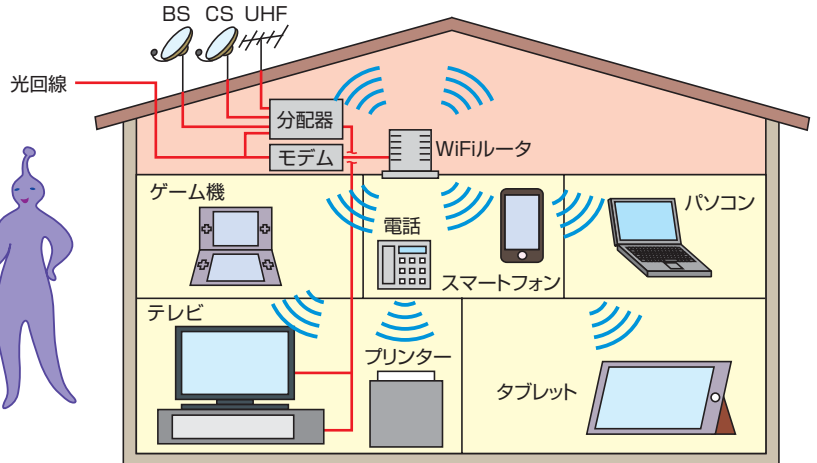 BS CS UHF
光回線
分配器
モデム
WiFiルータ
ゲーム機
電話
スマートフォン
パソコン
テレビ
プリンター
タブレット